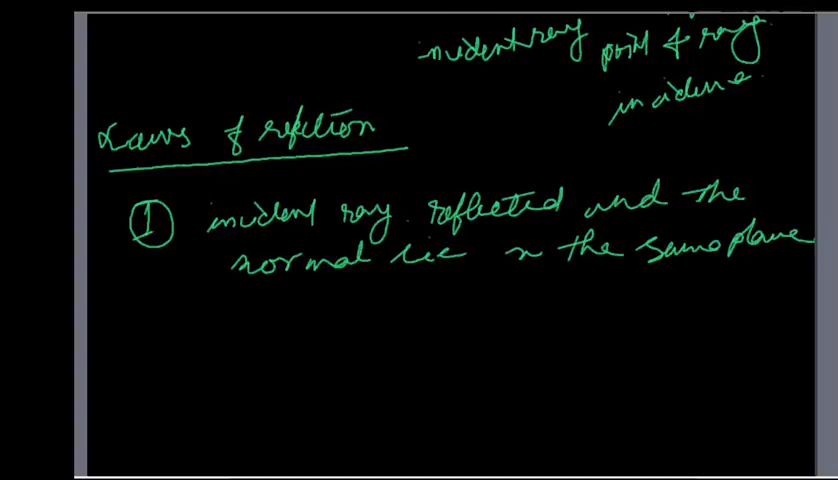 incident ray point of ray
incidence
Laws of reflction
① incident ray. reflected and the
normal lie in the same plane